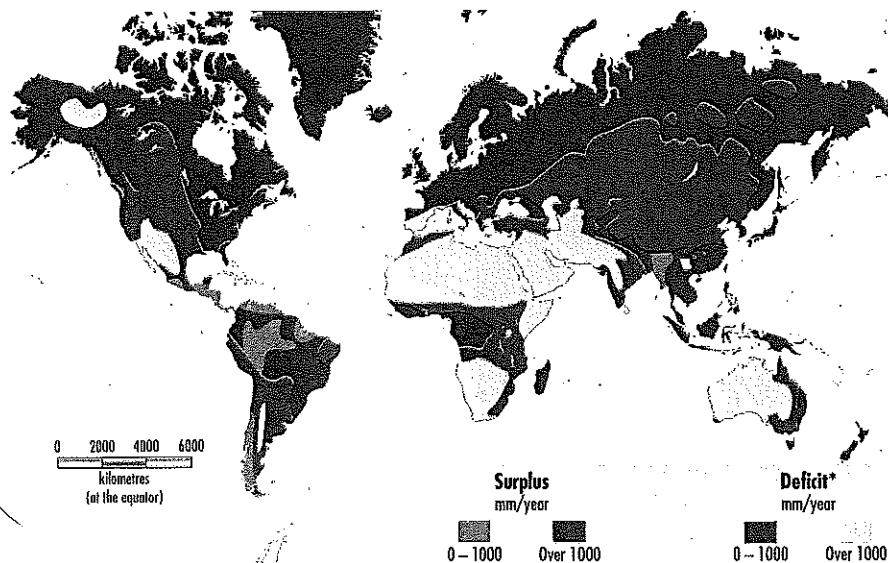 0 2000 4000 6000
kilometres
(at the equator)
Surplus
mm/year
0 – 1000 Over 1000
Deficit*
mm/year
0 – 1000 Over 1000